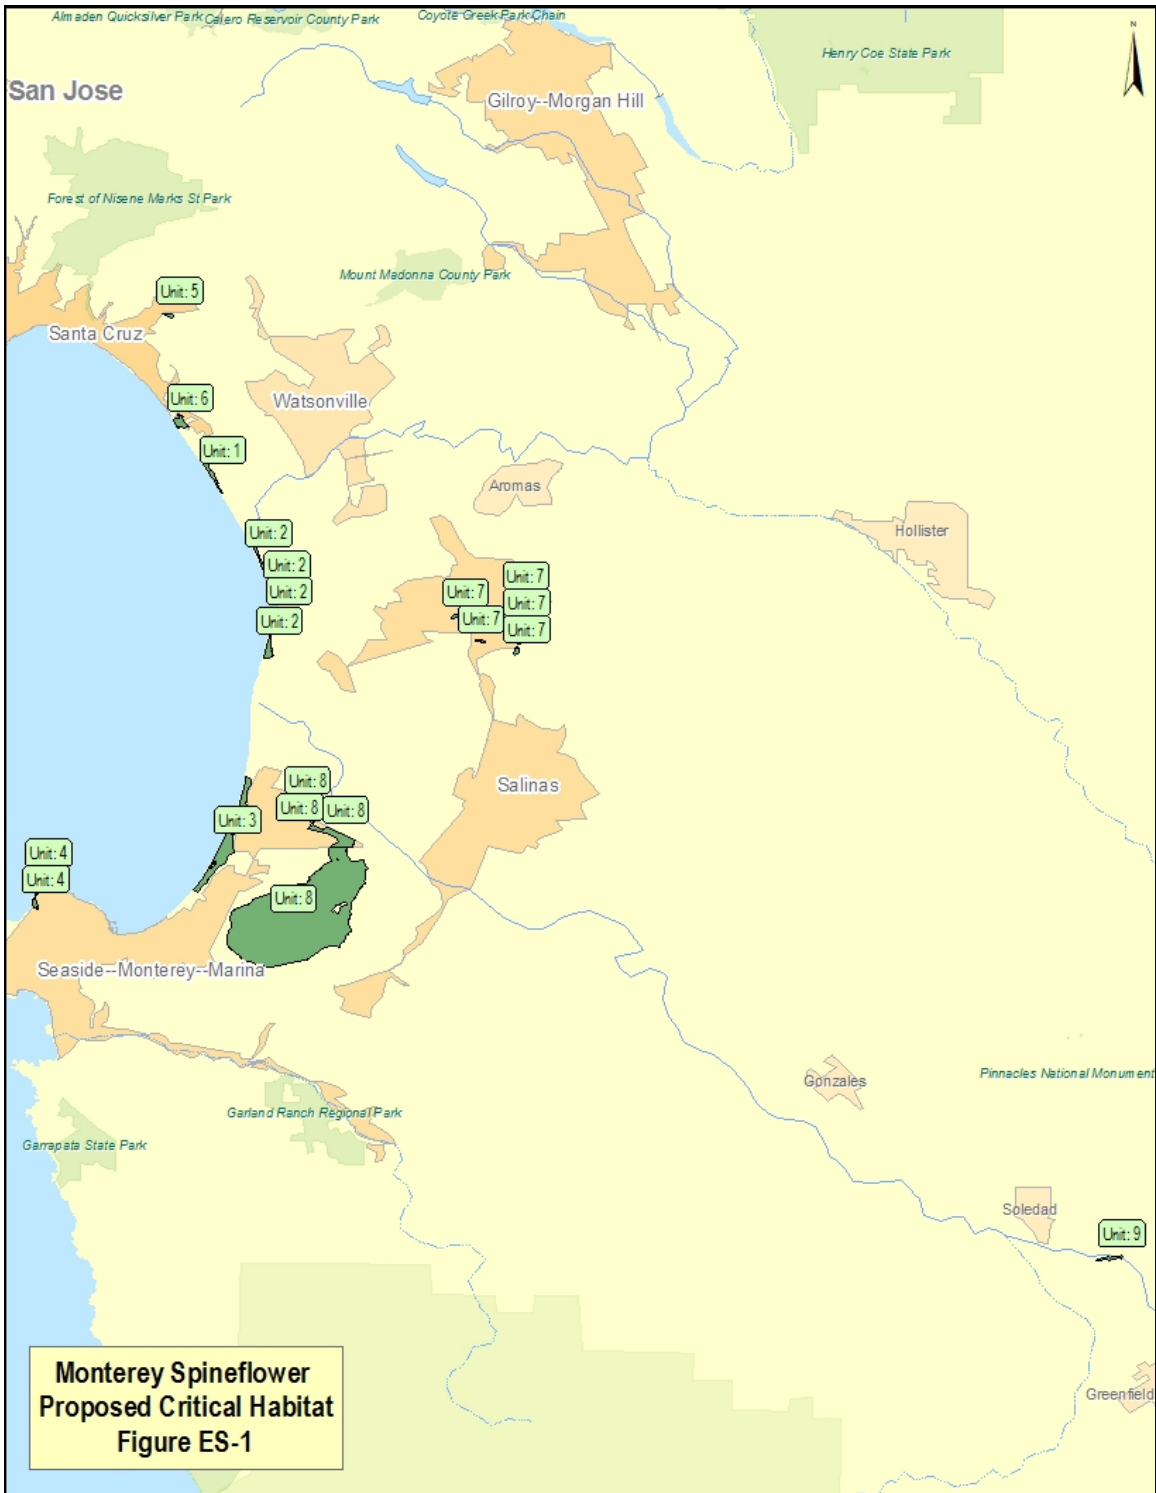 Almaden Quicksilver Park
Calero Reservoir County Park
Coyote Creek Park Chain
N
Henry Coe State Park
San Jose
Gilroy--Morgan Hill
Forest of Nisene Marks St Park
Mount Madonna County Park
Unit: 5
Santa Cruz
Unit: 6
Watsonville
Unit: 1
Aromas
Hollister
Unit: 2
Unit: 2
Unit: 2
Unit: 2
Unit: 7
Unit: 7
Unit: 7
Unit: 7
Unit: 7
Salinas
Unit: 8
Unit: 8
Unit: 8
Unit: 3
Unit: 4
Unit: 4
Unit: 8
Seaside--Monterey--Marina
Gonzales
Pinnacles National Monument
Garland Ranch Regional Park
Garrapata State Park
Soledad
Unit: 9
Greenfield
Monterey Spineflower
Proposed Critical Habitat
Figure ES-1